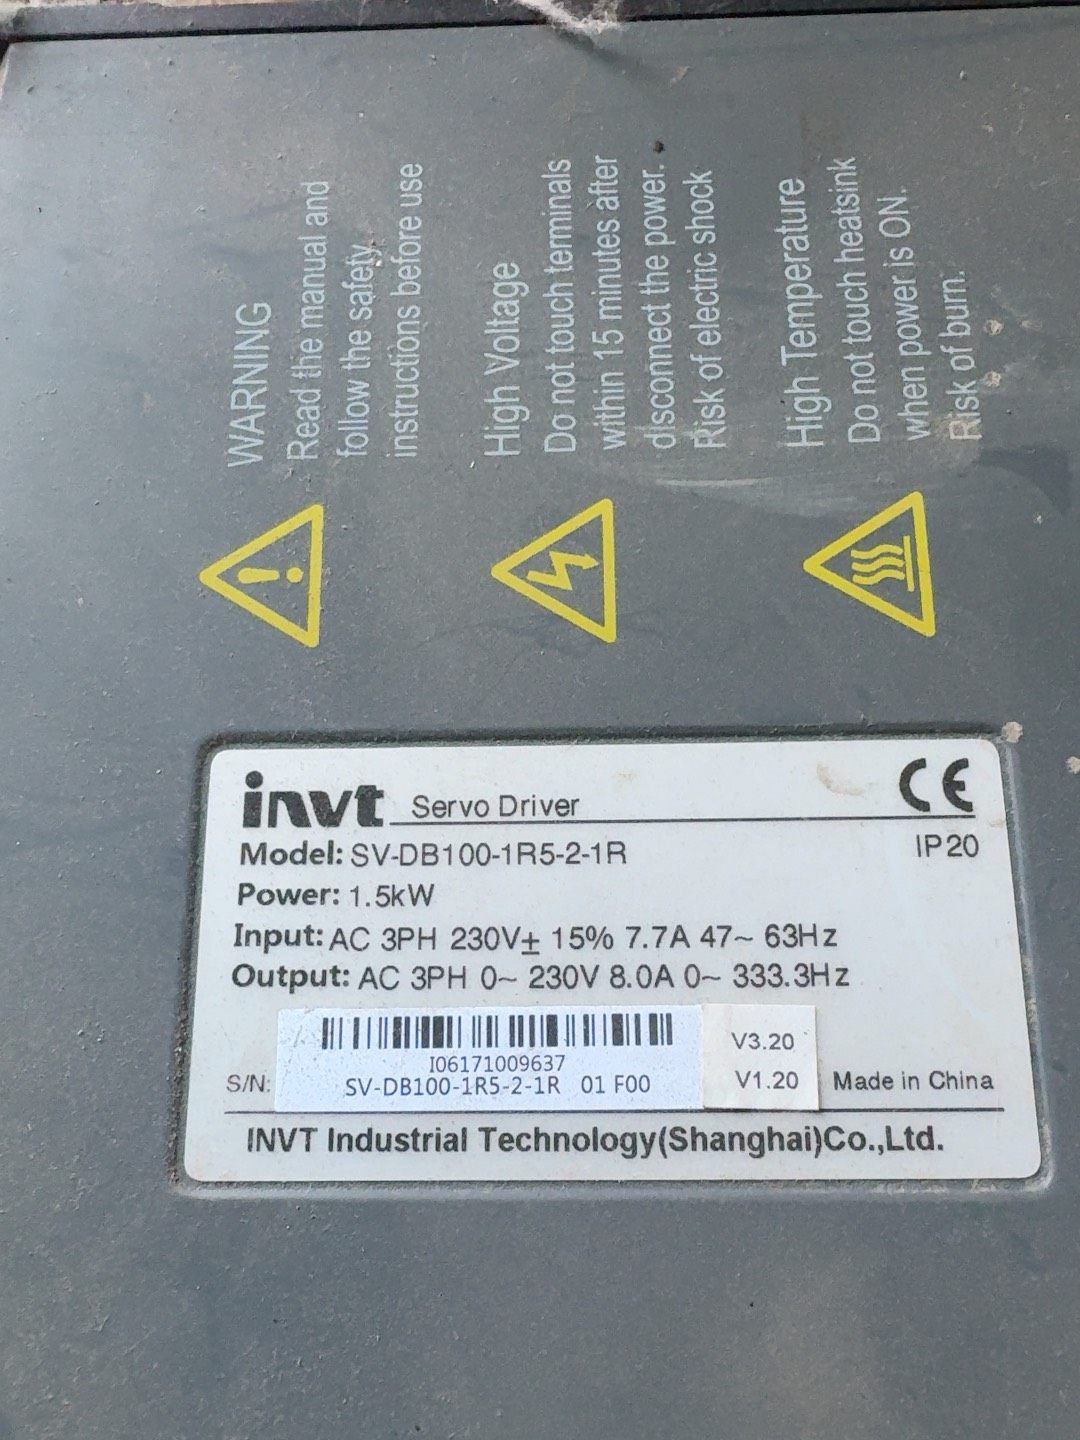 WARNING
Read the manual and
follow the safety
instructions before use
High Voltage
Do not touch terminals
within 15 minutes after
disconnect the power.
Risk of electric shock
High Temperature
Do not touch heatsink
when power is ON.
Risk of burn.
invt Servo Driver CE
Model: SV-DB100-1R5-2-1R IP20
Power: 1.5kW
Input: AC 3PH 230V± 15% 7.7A 47~ 63Hz
Output: AC 3PH 0~ 230V 8.0A 0~ 333.3Hz
I06171009637 V3.20
S/N: SV-DB100-1R5-2-1R 01 F00 V1.20 Made in China
INVT Industrial Technology(Shanghai)Co.,Ltd.